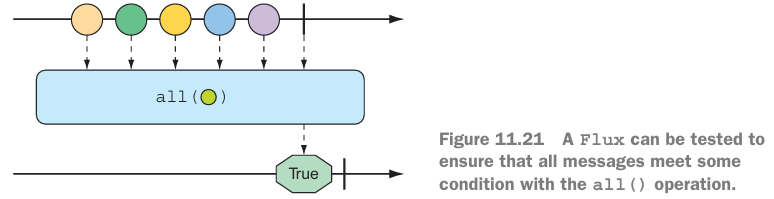 all( )
True
Figure 11.21 A Flux can be tested to
ensure that all messages meet some
condition with the all() operation.